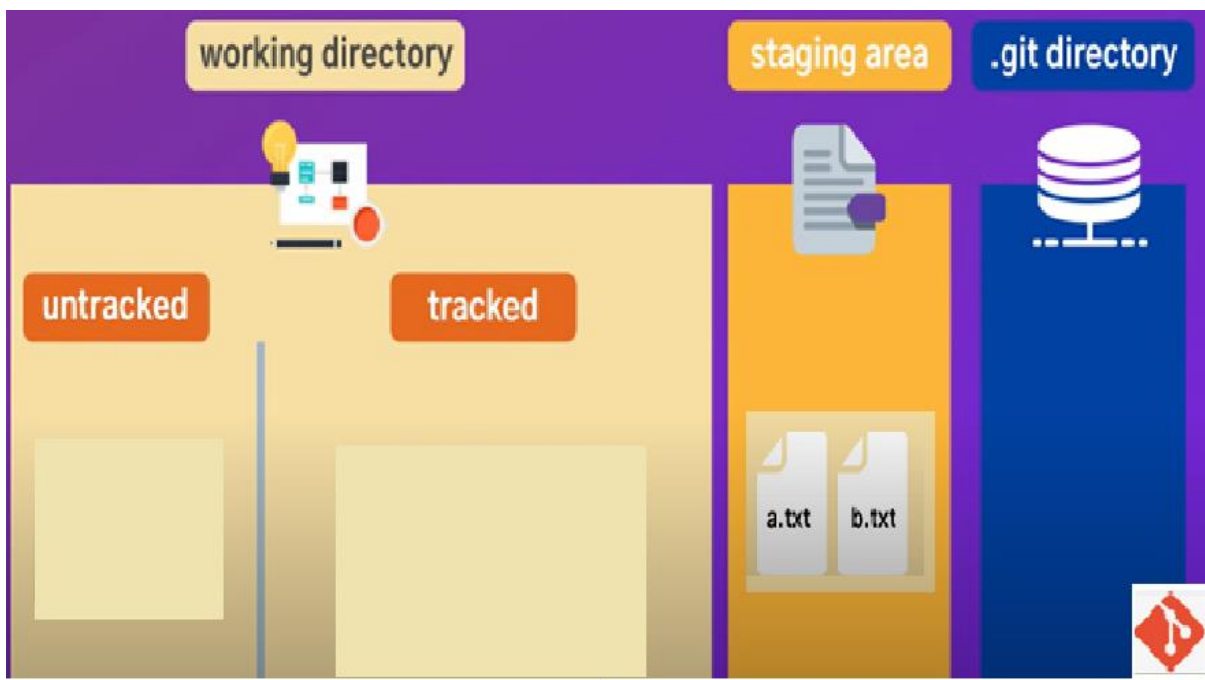 working directory
staging area
.git directory
untracked
tracked
a.txt
b.txt